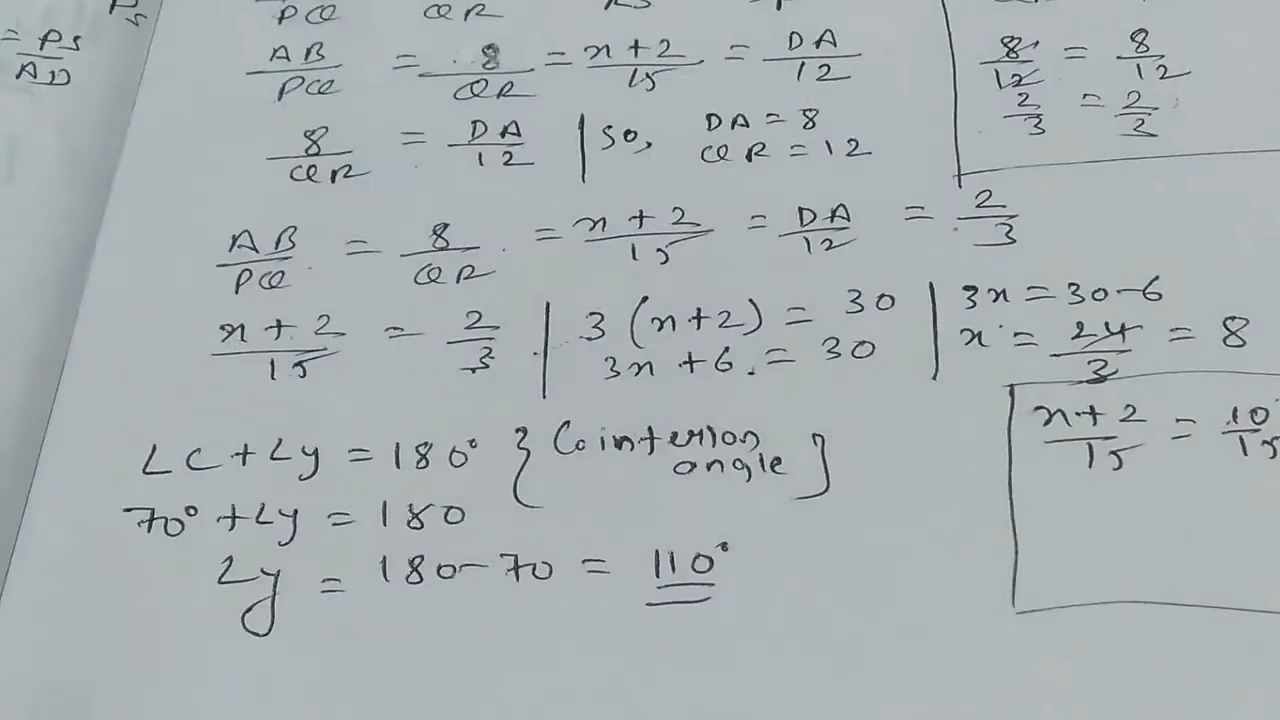 = PS/AD
PQ QR
AB/PQ = 8/QR = x+2/15 = DA/12
8/QR = DA/12 | so, DA = 8
QR = 12
8/12 = 8/12
2/3 = 2/3
AB/PQ = 8/QR = x+2/15 = DA/12 = 2/3
x+2/15 = 2/3 | 3(x+2) = 30 | 3x = 30-6
3x+6 = 30 | x = 24/3 = 8
x+2/15 = 10/15
∠C+∠y = 180° { Cointerion angle }
70°+∠y = 180
∠y = 180-70 = 110°